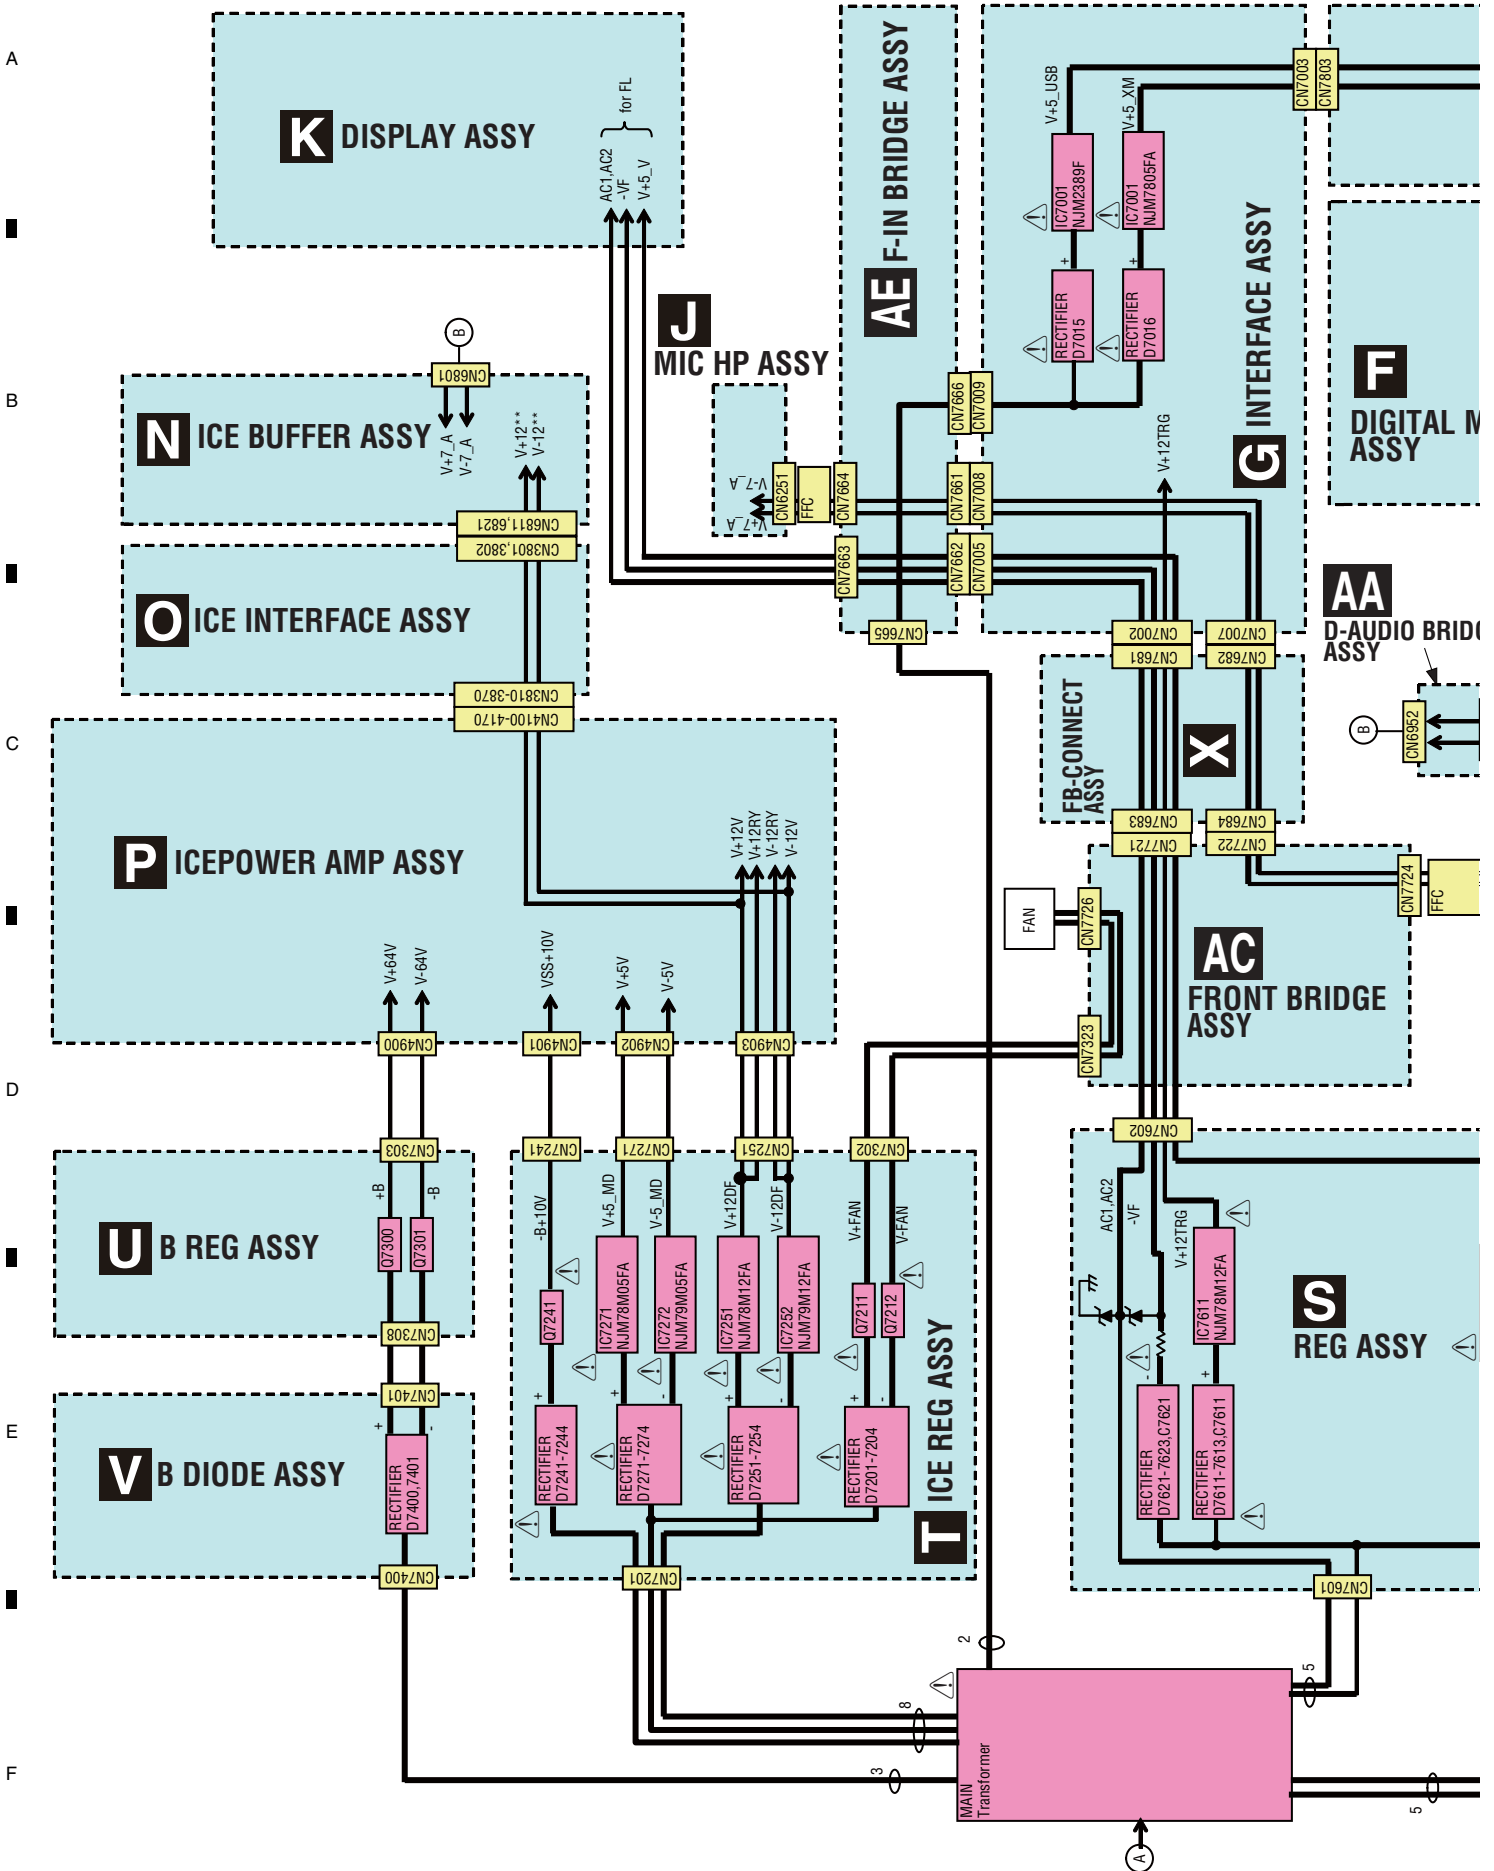 A
B
C
D
E
F
K DISPLAY ASSY
AC1,AC2
-VF
V+5_V
for FL
N ICE BUFFER ASSY
CN6801
B
V+7_A
V-7_A
V+12**
V-12**
CN6811,6821
CN3801,3802
O ICE INTERFACE ASSY
CN3810-3870
CN4100-4170
P ICEPOWER AMP ASSY
V+12V
V+12RY
V-12RY
V-12V
V+64V
V-64V
VSS+10V
V+5V
V-5V
CN4900
CN4901
CN4902
CN4903
CN7303
CN7241
CN7271
CN7251
CN7302
U B REG ASSY
+B
-B
Q7300
Q7301
CN7308
CN7401
V B DIODE ASSY
+
-
RECTIFIER
D7400,7401
CN7400
T ICE REG ASSY
-B+10V
V+5_MD
V-5_MD
V+12DF
V-12DF
V+FAN
V-FAN
Q7241
IC7271
NJM78M05FA
IC7272
NJM79M05FA
IC7251
NJM78M12FA
IC7252
NJM79M12FA
Q7211
Q7212
+
+
-
+
-
+
-
RECTIFIER
D7241-7244
RECTIFIER
D7271-7274
RECTIFIER
D7251-7254
RECTIFIER
D7201-7204
CN7201
J
MIC HP ASSY
V-7_A
V+7_A
CN6251
FFC
CN7664
AE F-IN BRIDGE ASSY
CN7663
CN7665
CN7666
CN7009
CN7661
CN7008
CN7662
CN7005
G INTERFACE ASSY
V+5_USB
V+5_XM
IC7001
NJM2389F
IC7001
NJM7805FA
+
+
RECTIFIER
D7015
RECTIFIER
D7016
V+12TRG
CN7003
CN7803
F
DIGITAL M
ASSY
CN7002
CN7007
CN7681
CN7682
FB-CONNECT
ASSY
X
CN7683
CN7684
CN7721
CN7722
AA
D-AUDIO BRIDG
ASSY
B
CN6952
FAN
CN7726
CN7323
AC
FRONT BRIDGE
ASSY
CN7724
FFC
CN7602
S
REG ASSY
AC1,AC2
-VF
V+12TRG
IC7611
NJM78M12FA
-
+
RECTIFIER
D7621-7623,C7621
RECTIFIER
D7611-7613,C7611
CN7601
2
8
3
5
5
MAIN
Transformer
A